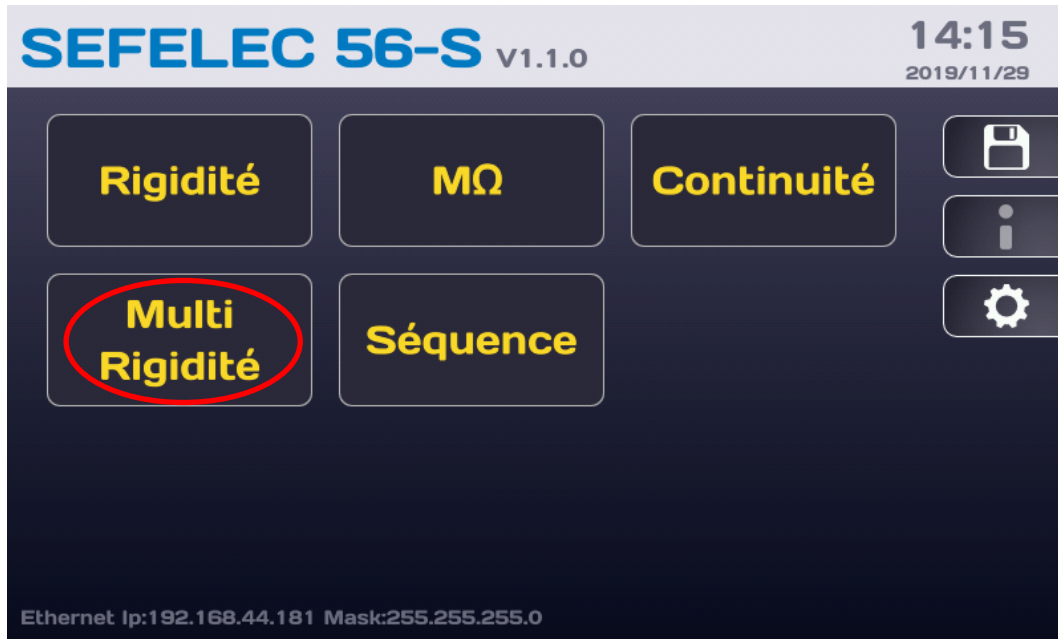 SEFELEC 56-S V1.1.0
14:15
2019/11/29
Rigidité
MΩ
Continuité
Multi
Rigidité
Séquence
Ethernet Ip:192.168.44.181 Mask:255.255.255.0